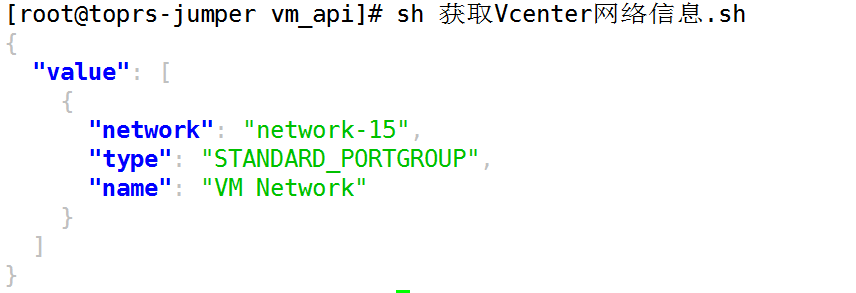 [root@toprs-jumper vm_api]# sh 获取Vcenter网络信息.sh
{
  "value": [
    {
      "network": "network-15",
      "type": "STANDARD_PORTGROUP",
      "name": "VM Network"
    }
  ]
}